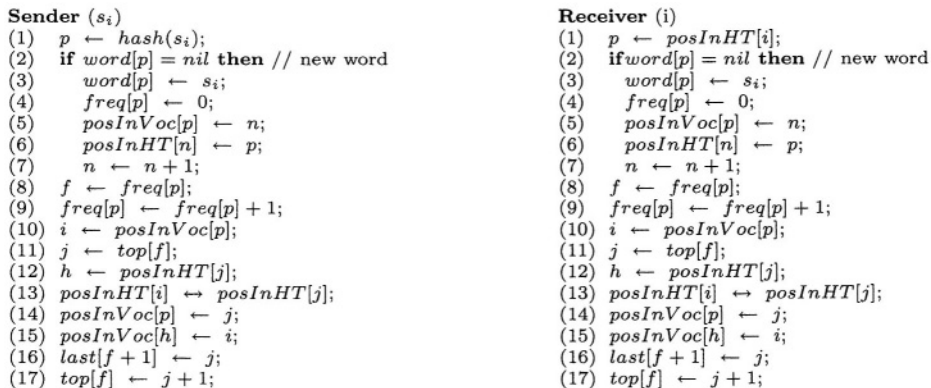 Sender (s_i)
(1) p ← hash(s_i);
(2) if word[p] = nil then // new word
(3) word[p] ← s_i;
(4) freq[p] ← 0;
(5) posInVoc[p] ← n;
(6) posInHT[n] ← p;
(7) n ← n + 1;
(8) f ← freq[p];
(9) freq[p] ← freq[p] + 1;
(10) i ← posInVoc[p];
(11) j ← top[f];
(12) h ← posInHT[j];
(13) posInHT[i] ↔ posInHT[j];
(14) posInVoc[p] ← j;
(15) posInVoc[h] ← i;
(16) last[f + 1] ← j;
(17) top[f] ← j + 1;
Receiver (i)
(1) p ← posInHT[i];
(2) ifword[p] = nil then // new word
(3) word[p] ← s_i;
(4) freq[p] ← 0;
(5) posInVoc[p] ← n;
(6) posInHT[n] ← p;
(7) n ← n + 1;
(8) f ← freq[p];
(9) freq[p] ← freq[p] + 1;
(10) i ← posInVoc[p];
(11) j ← top[f];
(12) h ← posInHT[j];
(13) posInHT[i] ↔ posInHT[j];
(14) posInVoc[p] ← j;
(15) posInVoc[h] ← i;
(16) last[f + 1] ← j;
(17) top[f] ← j + 1;